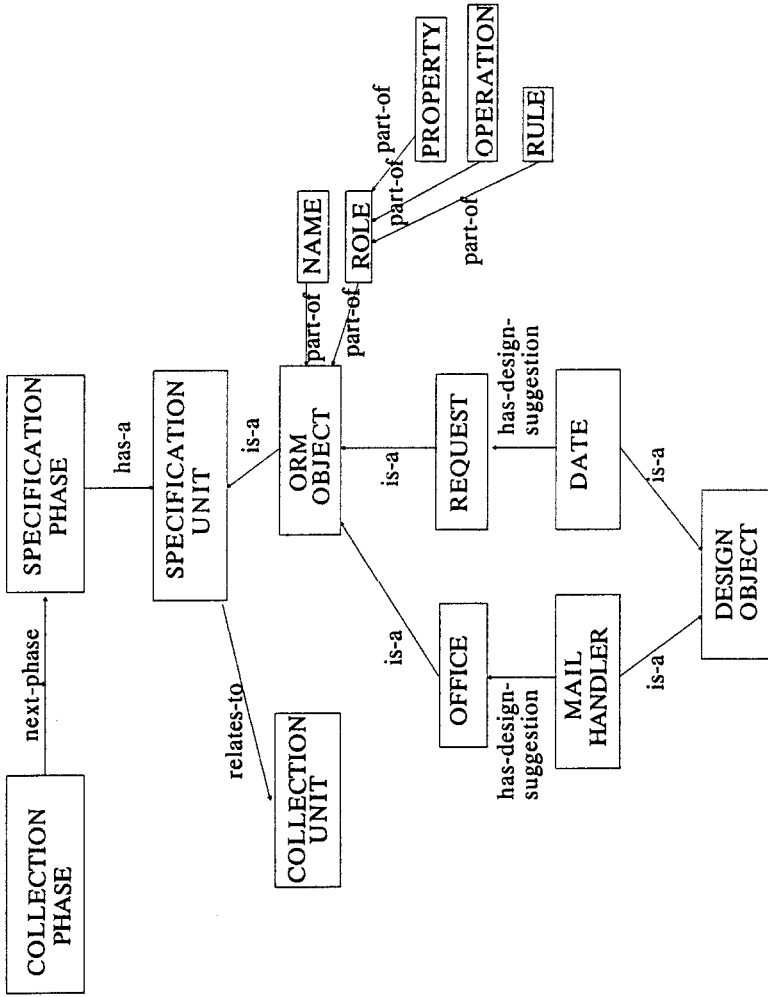 COLLECTION
PHASE
next-phase
SPECIFICATION
PHASE
has-a
SPECIFICATION
UNIT
relates-to
is-a
COLLECTION
UNIT
ORM
OBJECT
part-of
NAME
part-of
ROLE
part-of
PROPERTY
part-of
OPERATION
part-of
RULE
is-a
is-a
OFFICE
REQUEST
has-design-
suggestion
has-design-
suggestion
MAIL
HANDLER
DATE
is-a
is-a
DESIGN
OBJECT